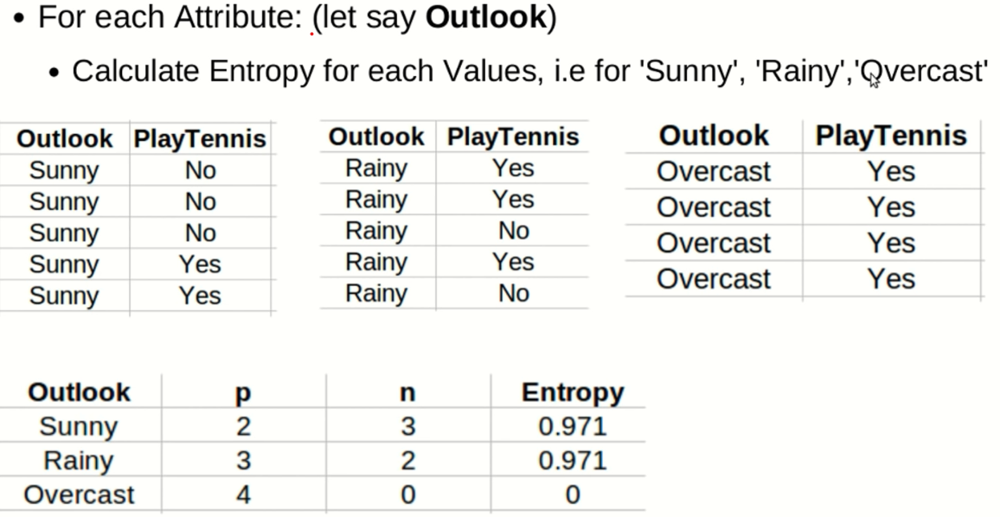 • For each Attribute: (let say Outlook)
• Calculate Entropy for each Values, i.e for 'Sunny', 'Rainy','Overcast'
Outlook PlayTennis
Sunny No
Sunny No
Sunny No
Sunny Yes
Sunny Yes
Outlook PlayTennis
Rainy Yes
Rainy Yes
Rainy No
Rainy Yes
Rainy No
Outlook PlayTennis
Overcast Yes
Overcast Yes
Overcast Yes
Overcast Yes
Outlook p n Entropy
Sunny 2 3 0.971
Rainy 3 2 0.971
Overcast 4 0 0